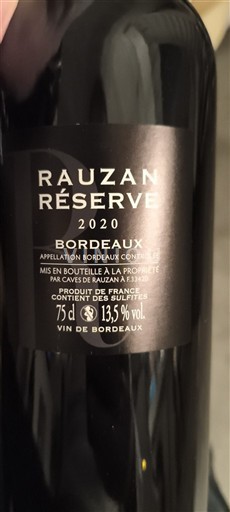 RAUZAN
RÉSERVE
2020
BORDEAUX
APPELLATION BORDEAUX CONTRÔLÉE
MIS EN BOUTEILLE À LA PROPRIÉTÉ
PAR CAVES DE RAUZAN À
PRODUIT DE FRANCE
CONTIENT DES SULFITES
75 cl 13,5 % vol.
VIN DE BORDEAUX